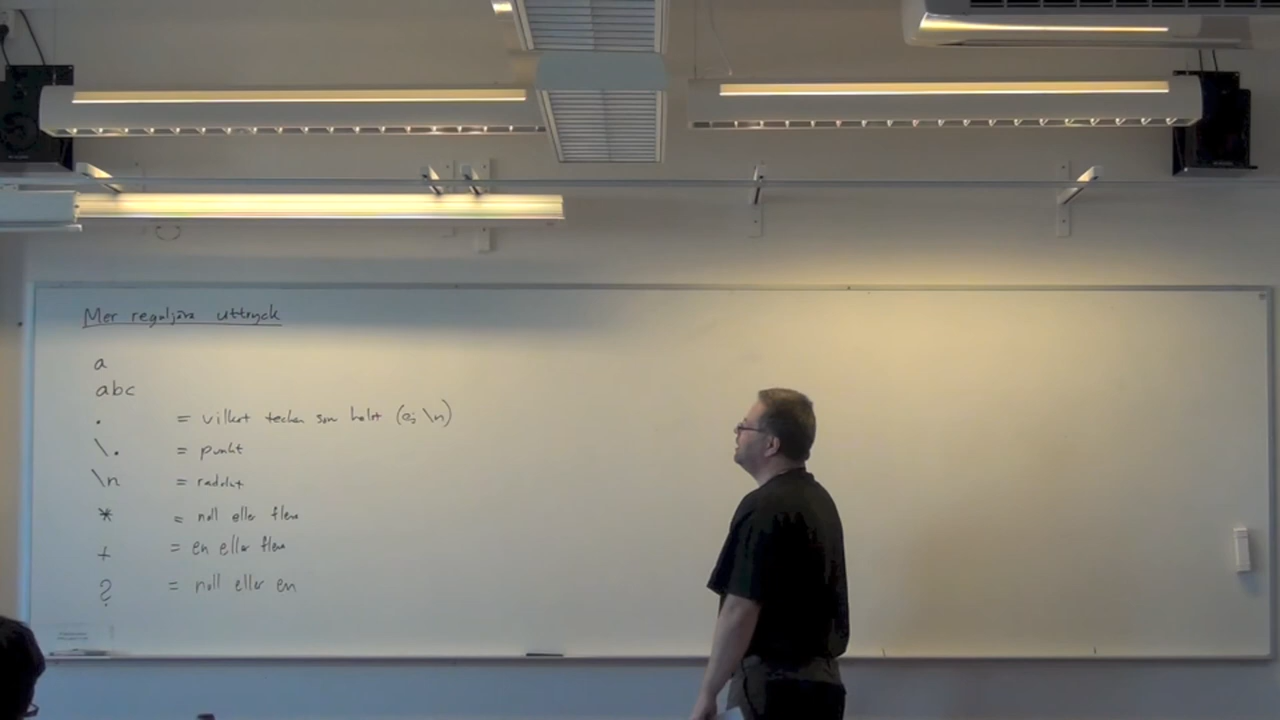 Mer reguljära uttryck
a
abc
. = vilket tecken som helst (ej \n)
\. = punkt
\n = radslut
* = noll eller flera
+ = en eller flera
? = noll eller en